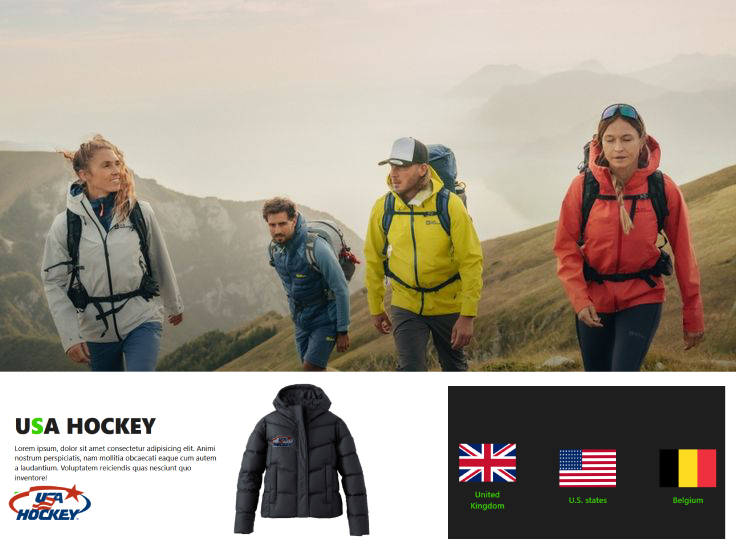 USA HOCKEY
Lorem ipsum, dolor sit amet consectetur adipisicing elit. Animi
nostrum perspiciatis, nam mollitia obcaecati eaque cum autem
a laudantium. Voluptatem reiciendis quas nesciunt quo
inventore!
USA
HOCKEY
United
Kingdom
U.S. states
Belgium